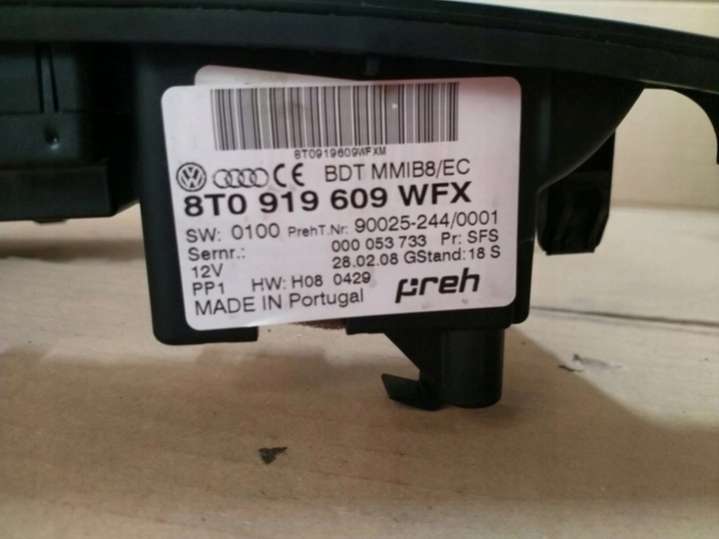 8T0919609WFXM
CE BDT MMIB8/EC
8T0 919 609 WFX
SW: 0100 PrehT.Nr: 90025-244/0001
Sernr.: 000 053 733 Pr: SFS
12V 28.02.08 GStand: 18 S
PP1 HW: H08 0429 preh
MADE IN Portugal